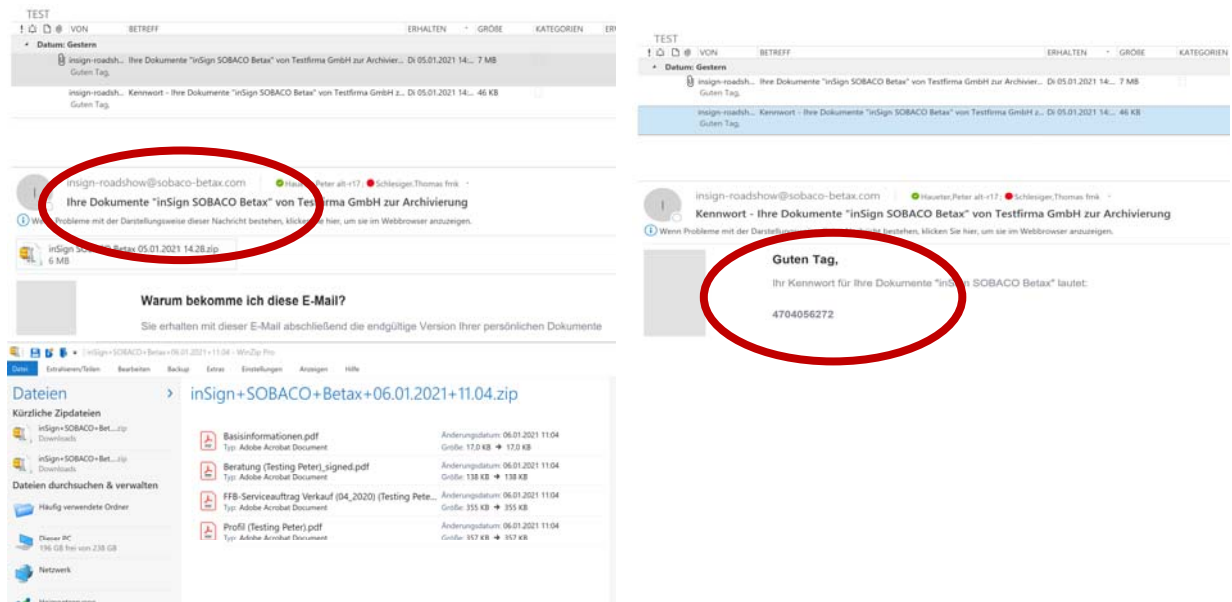 TEST
VON BETREFF ERHALTEN GRÖßE KATEGORIEN
Datum: Gestern
insign-roadsh... Ihre Dokumente "inSign SOBACO Betax" von Testfirma GmbH zur Archivier... Di 05.01.2021 14:... 7 MB
Guten Tag,
insign-roadsh... Kennwort - Ihre Dokumente "inSign SOBACO Betax" von Testfirma GmbH z... Di 05.01.2021 14:... 46 KB
Guten Tag,
insign-roadshow@sobaco-betax.com Haueter,Peter alt-r17; Schlesiger,Thomas fmk
Ihre Dokumente "inSign SOBACO Betax" von Testfirma GmbH zur Archivierung
Wenn Probleme mit der Darstellungsweise dieser Nachricht bestehen, klicken Sie hier, um sie im Webbrowser anzuzeigen.
inSign SOBACO Betax 05.01.2021 14.28.zip
6 MB
Warum bekomme ich diese E-Mail?
Sie erhalten mit dieser E-Mail abschließend die endgültige Version Ihrer persönlichen Dokumente
inSign+SOBACO+Betax+06.01.2021+11.04 - WinZip Pro
Datei Extrahieren/Teilen Bearbeiten Backup Extras Einstellungen Anzeigen Hilfe
Dateien > inSign+SOBACO+Betax+06.01.2021+11.04.zip
Kürzliche Zipdateien
inSign+SOBACO+Bet....zip
Downloads
inSign+SOBACO+Bet....zip
Downloads
Dateien durchsuchen & verwalten
Häufig verwendete Ordner
Dieser PC
196 GB frei von 238 GB
Netzwerk
Basisinformationen.pdf Änderungsdatum: 06.01.2021 11:04
Typ: Adobe Acrobat Document Größe: 17,0 KB → 17,0 KB
Beratung (Testing Peter)_signed.pdf Änderungsdatum: 06.01.2021 11:04
Typ: Adobe Acrobat Document Größe: 138 KB → 138 KB
FFB-Serviceauftrag Verkauf (04_2020) (Testing Pete... Änderungsdatum: 06.01.2021 11:04
Typ: Adobe Acrobat Document Größe: 355 KB → 355 KB
Profil (Testing Peter).pdf Änderungsdatum: 06.01.2021 11:04
Typ: Adobe Acrobat Document Größe: 357 KB → 357 KB
TEST
VON BETREFF ERHALTEN GRÖßE KATEGORIEN
Datum: Gestern
insign-roadsh... Ihre Dokumente "inSign SOBACO Betax" von Testfirma GmbH zur Archivier... Di 05.01.2021 14:... 7 MB
Guten Tag,
insign-roadsh... Kennwort - Ihre Dokumente "inSign SOBACO Betax" von Testfirma GmbH z... Di 05.01.2021 14:... 46 KB
Guten Tag,
insign-roadshow@sobaco-betax.com Haueter,Peter alt-r17; Schlesiger,Thomas fmk
Kennwort - Ihre Dokumente "inSign SOBACO Betax" von Testfirma GmbH zur Archivierung
Wenn Probleme mit der Darstellungsweise dieser Nachricht bestehen, klicken Sie hier, um sie im Webbrowser anzuzeigen.
Guten Tag,
Ihr Kennwort für Ihre Dokumente "inSign SOBACO Betax" lautet:
4704056272